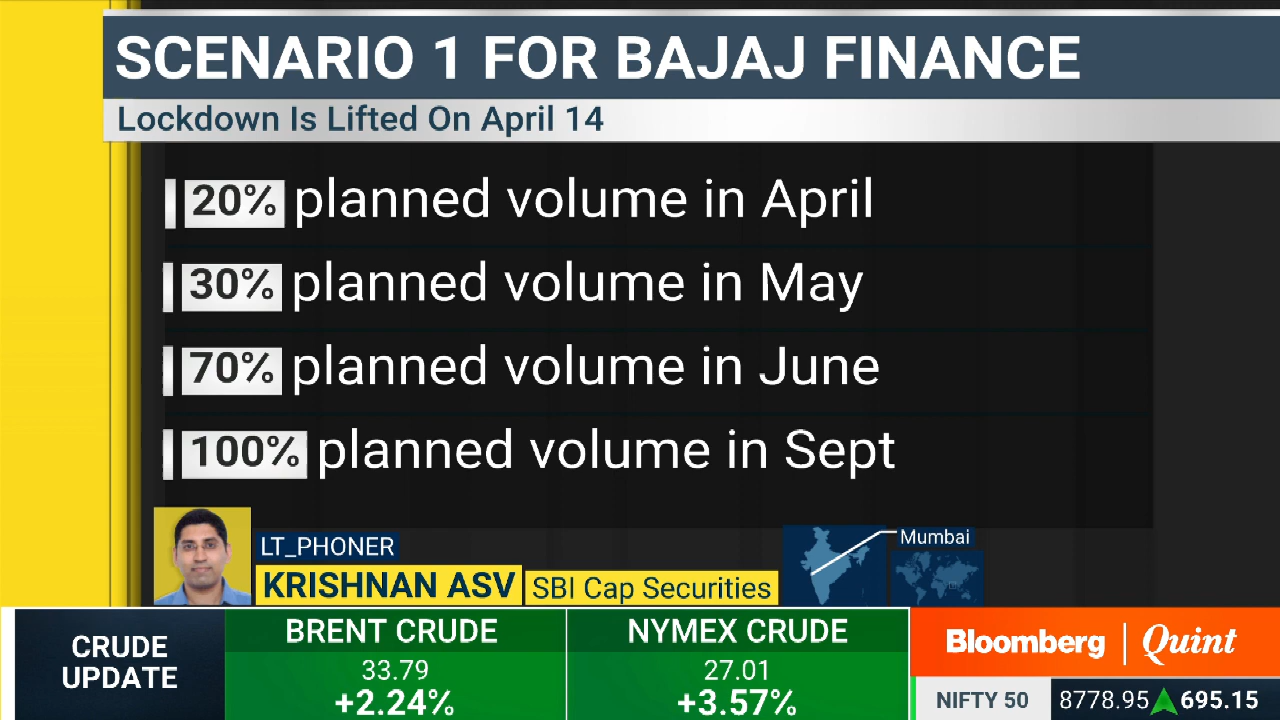 SCENARIO 1 FOR BAJAJ FINANCE
Lockdown Is Lifted On April 14
20% planned volume in April
30% planned volume in May
70% planned volume in June
100% planned volume in Sept
LT_PHONER
KRISHNAN ASV SBI Cap Securities
Mumbai
CRUDE
UPDATE
BRENT CRUDE
33.79
+2.24%
NYMEX CRUDE
27.01
+3.57%
Bloomberg | Quint
NIFTY 50 8778.95 695.15